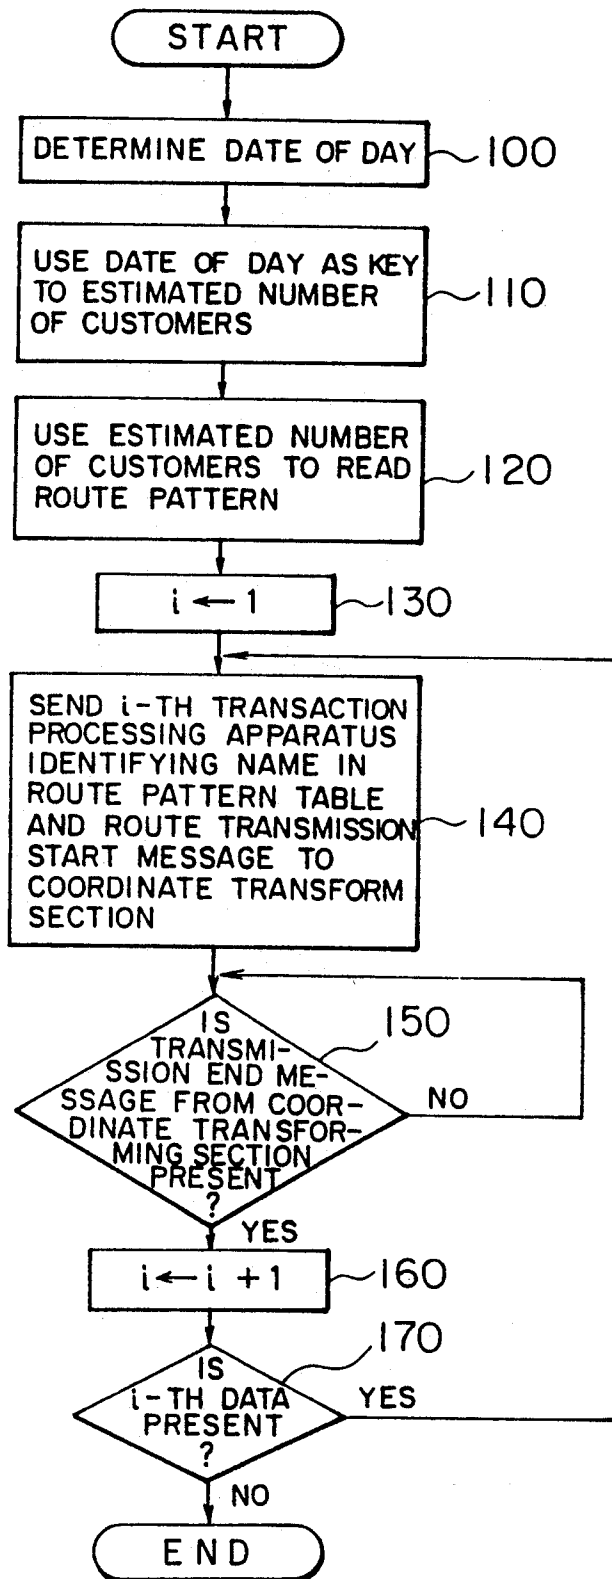 START
DETERMINE DATE OF DAY
100
USE DATE OF DAY AS KEY
TO ESTIMATED NUMBER
OF CUSTOMERS
110
USE ESTIMATED NUMBER
OF CUSTOMERS TO READ
ROUTE PATTERN
120
i ← 1
130
SEND i-TH TRANSACTION
PROCESSING APPARATUS
IDENTIFYING NAME IN
ROUTE PATTERN TABLE
AND ROUTE TRANSMISSION
START MESSAGE TO
COORDINATE TRANSFORM
SECTION
140
IS
TRANSMI-
SSION END ME-
SSAGE FROM COOR-
DINATE TRANSFOR-
MING SECTION
PRESENT
?
150
NO
YES
i ← i + 1
160
IS
i-TH DATA
PRESENT
?
170
YES
NO
END